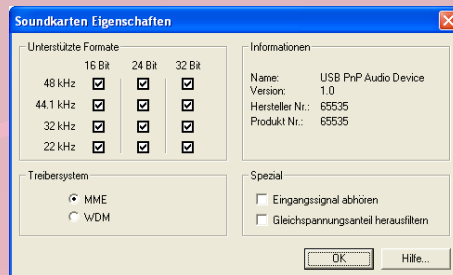 Soundkarten Eigenschaften
Unterstützte Formate
16 Bit 24 Bit 32 Bit
48 kHz
44.1 kHz
32 kHz
22 kHz
Informationen
Name: USB PnP Audio Device
Version: 1.0
Hersteller Nr.: 65535
Produkt Nr.: 65535
Treibersystem
MME
WDM
Spezial
Eingangssignal abhören
Gleichspannungsanteil herausfiltern
OK Hilfe...